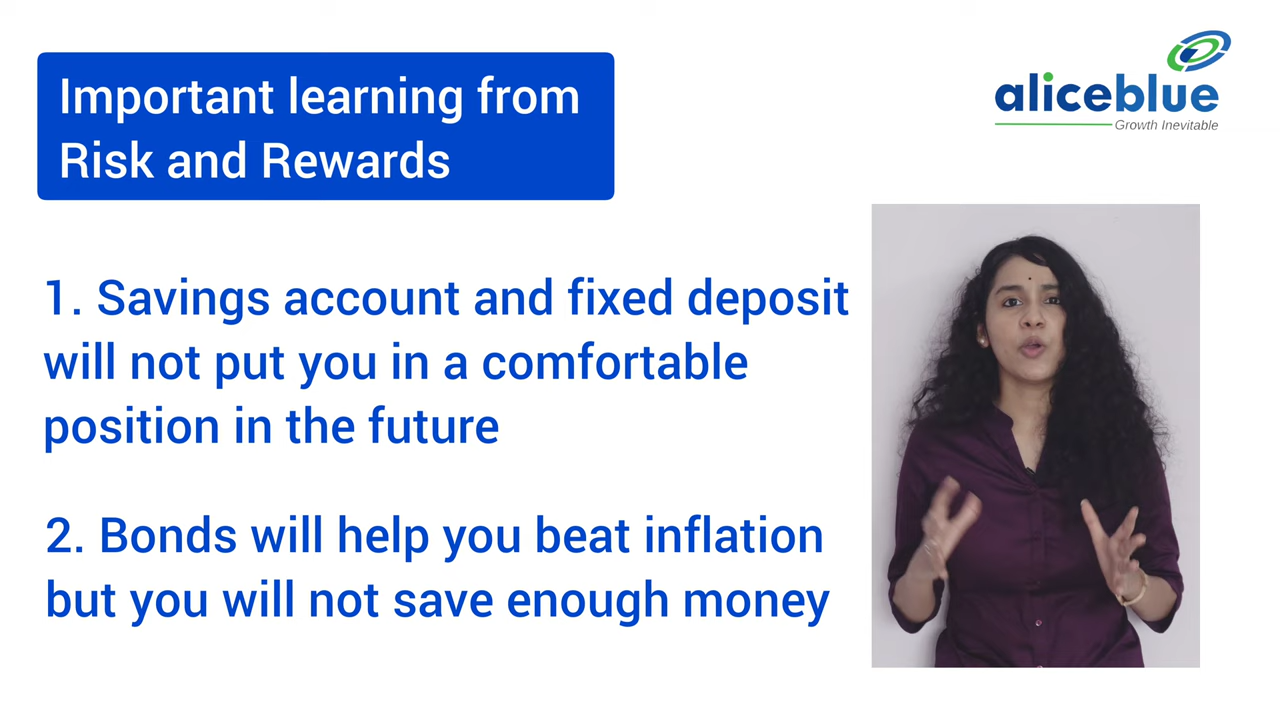 Important learning from
Risk and Rewards
aliceblue
Growth Inevitable
1. Savings account and fixed deposit
will not put you in a comfortable
position in the future
2. Bonds will help you beat inflation
but you will not save enough money